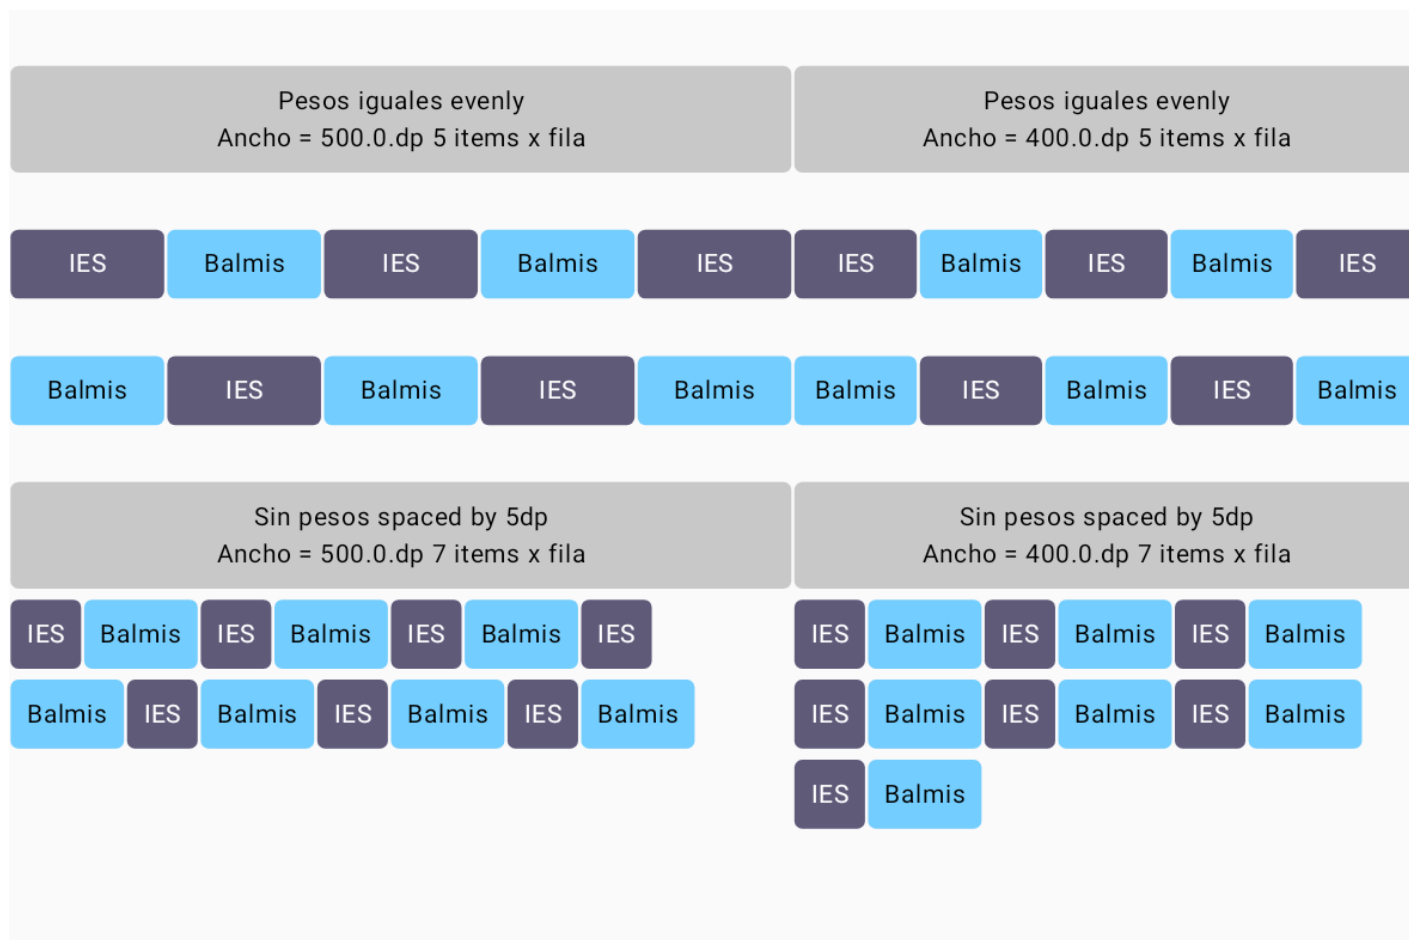 Pesos iguales evenly
Ancho = 500.0.dp 5 items x fila
Pesos iguales evenly
Ancho = 400.0.dp 5 items x fila
IES Balmis IES Balmis IES IES Balmis IES Balmis IES
Balmis IES Balmis IES Balmis Balmis IES Balmis IES Balmis
Sin pesos spaced by 5dp
Ancho = 500.0.dp 7 items x fila
Sin pesos spaced by 5dp
Ancho = 400.0.dp 7 items x fila
IES Balmis IES Balmis IES Balmis IES
Balmis IES Balmis IES Balmis IES Balmis
IES Balmis IES Balmis IES Balmis
IES Balmis IES Balmis IES Balmis
IES Balmis